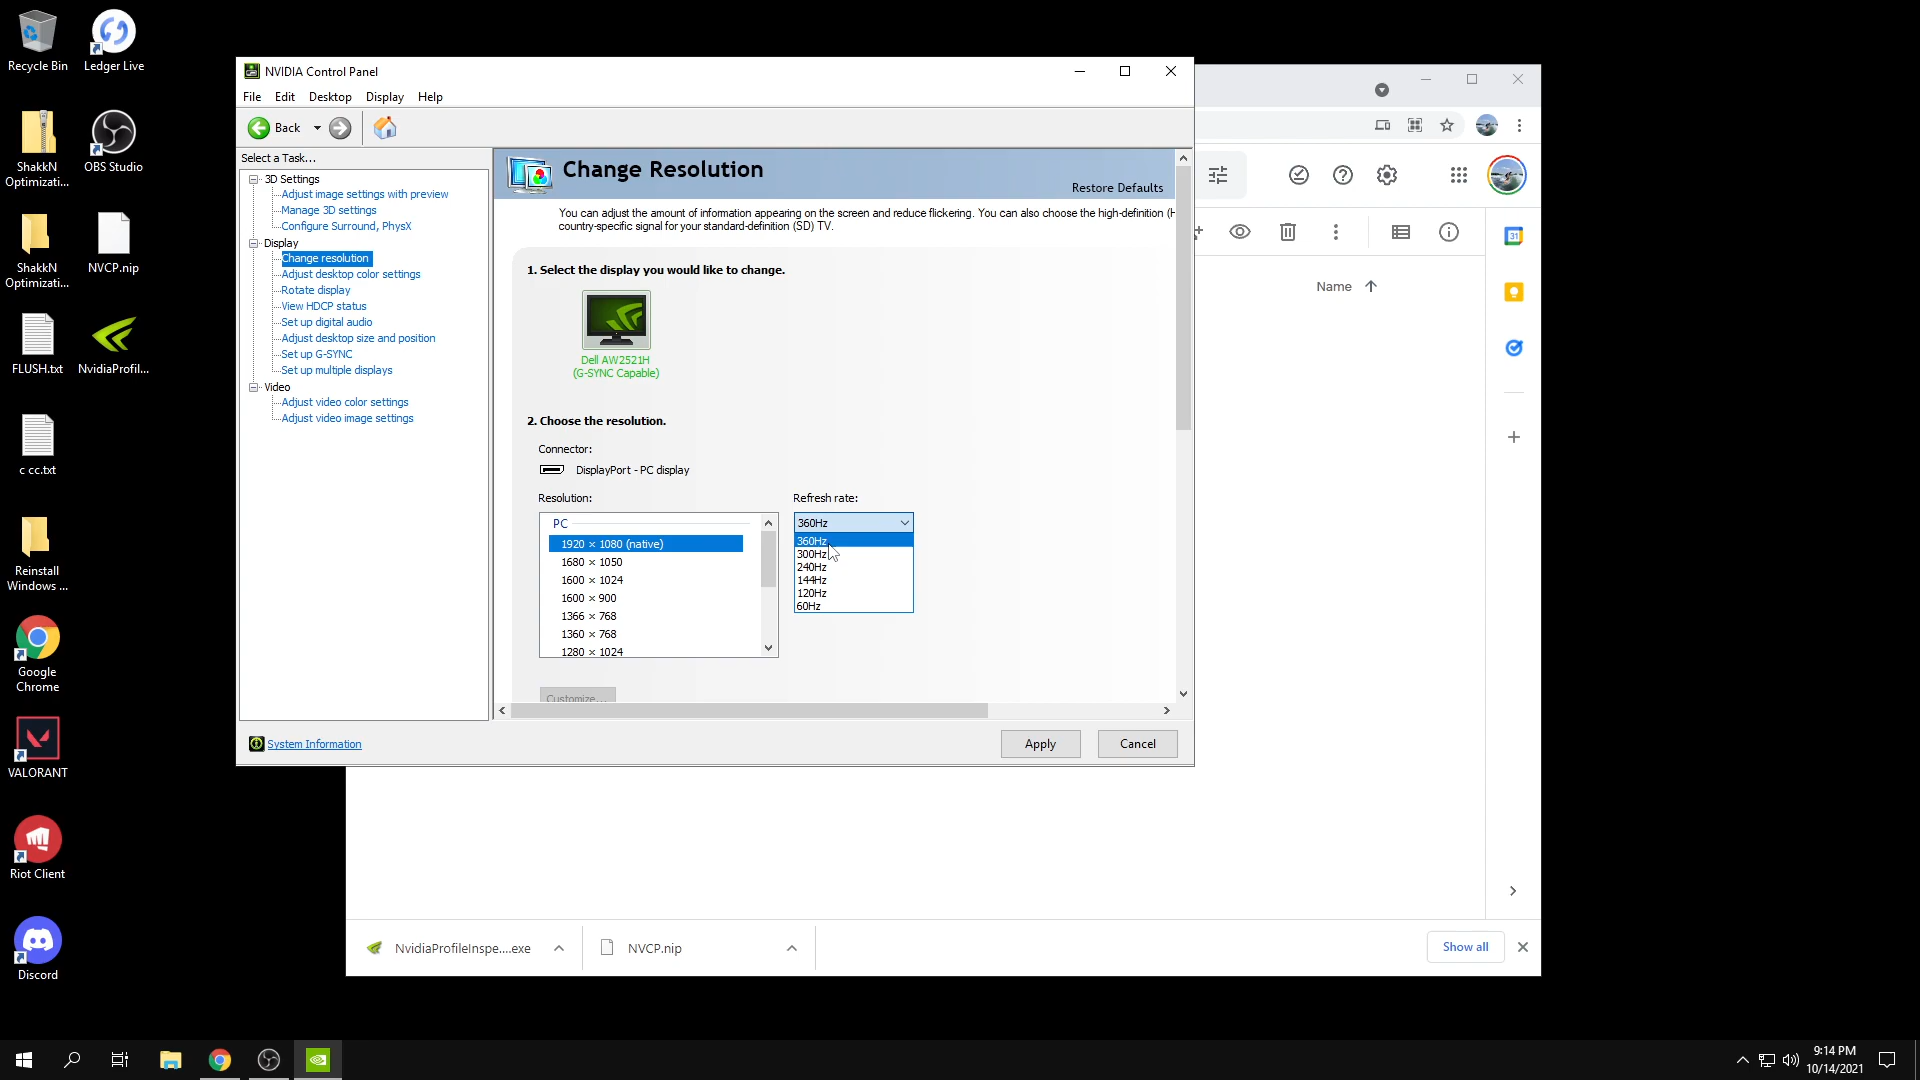 Recycle Bin
Ledger Live
ShakkN
Optimizati...
OBS Studio
ShakkN
Optimizati...
NVCP.nip
FLUSH.txt
NvidiaProfil...
c cc.txt
Reinstall
Windows ...
Google
Chrome
VALORANT
Riot Client
Discord
NVIDIA Control Panel
File Edit Desktop Display Help
Back
Select a Task...
3D Settings
Adjust image settings with preview
Manage 3D settings
Configure Surround, PhysX
Display
Change resolution
Adjust desktop color settings
Rotate display
View HDCP status
Set up digital audio
Adjust desktop size and position
Set up G-SYNC
Set up multiple displays
Video
Adjust video color settings
Adjust video image settings
System Information
Change Resolution
Restore Defaults
You can adjust the amount of information appearing on the screen and reduce flickering. You can also choose the high-definition (H
country-specific signal for your standard-definition (SD) TV.
1. Select the display you would like to change.
Dell AW2521H
(G-SYNC Capable)
2. Choose the resolution.
Connector:
DisplayPort - PC display
Resolution:
PC
1920 × 1080 (native)
1680 × 1050
1600 × 1024
1600 × 900
1366 × 768
1360 × 768
1280 × 1024
Refresh rate:
360Hz
360Hz
300Hz
240Hz
144Hz
120Hz
60Hz
Customize...
Apply
Cancel
Name
31
NvidiaProfileInspe....exe
NVCP.nip
Show all
9:14 PM
10/14/2021